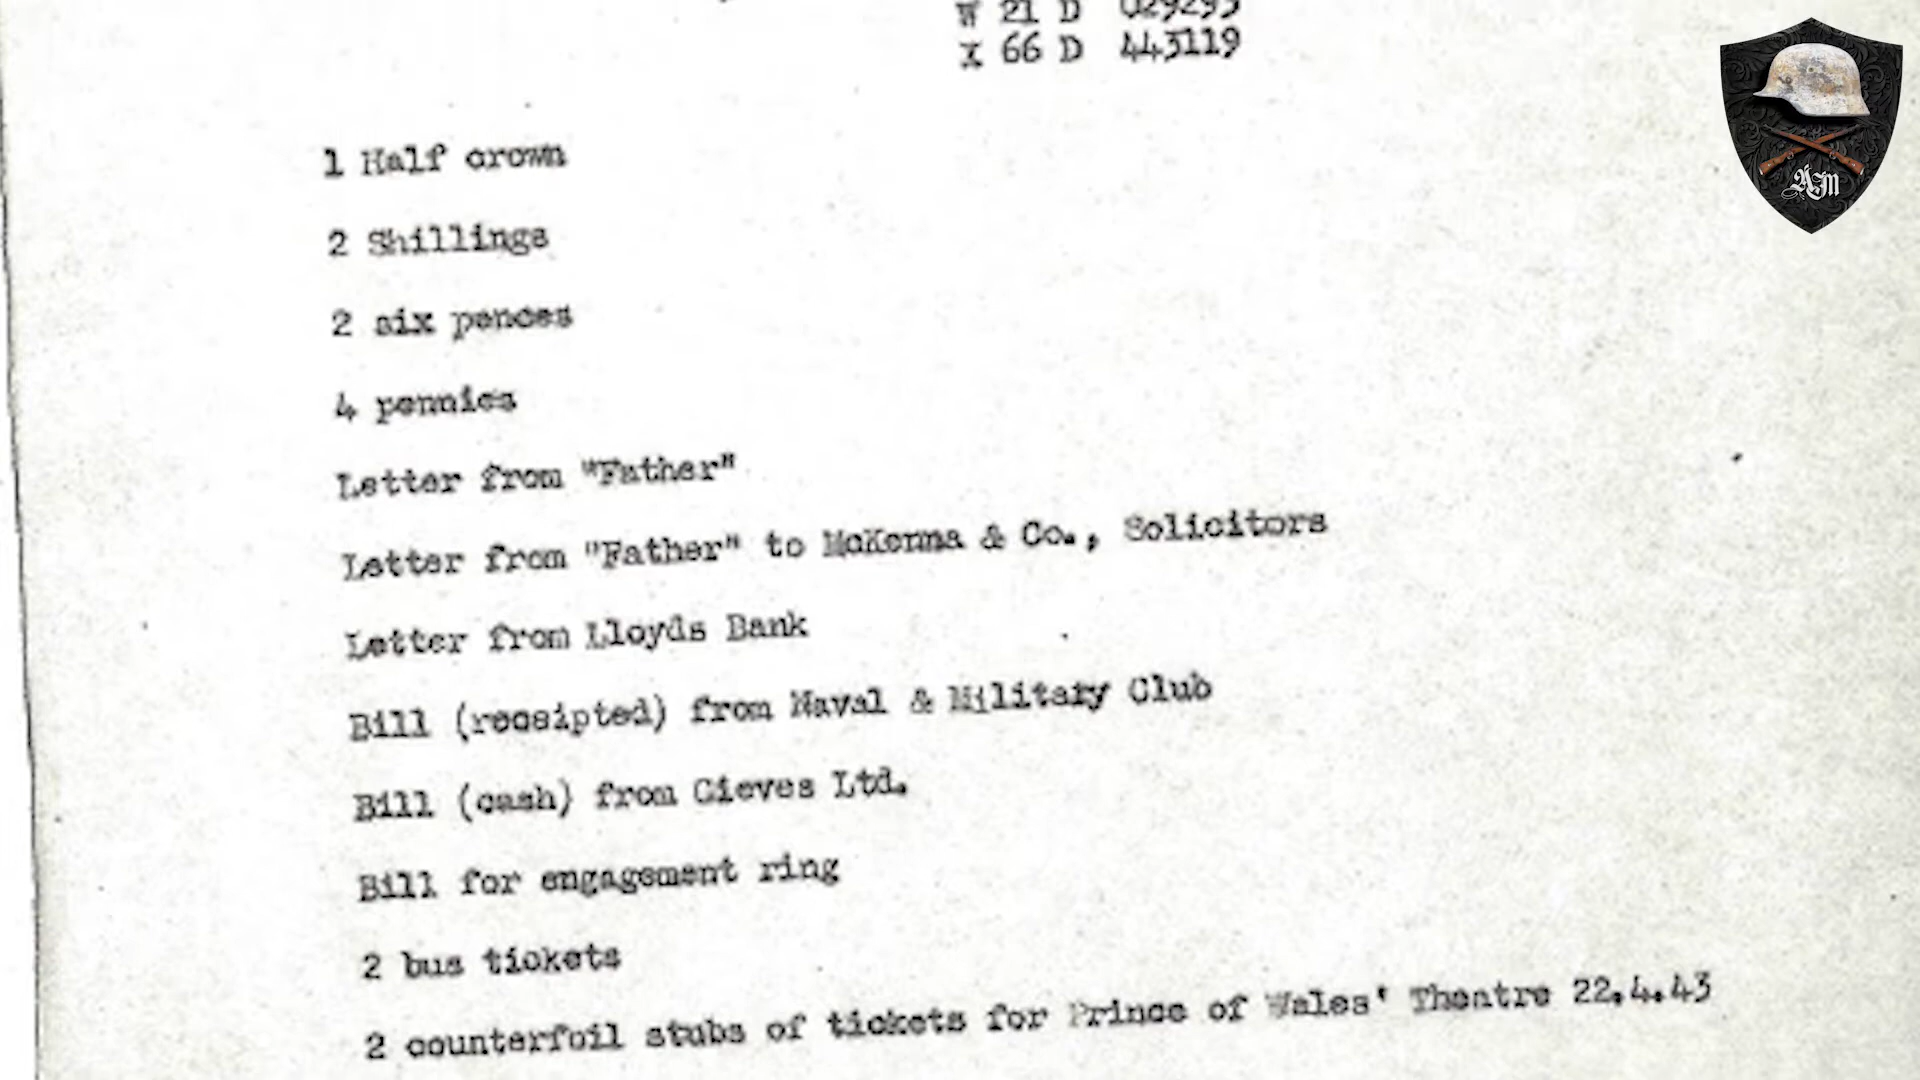 W 21 D 029293
X 66 D 443119
1 Half crown
2 Shillings
2 six pences
4 pennies
Letter from "Father"
Letter from "Father" to McKenna & Co., Solicitors
Letter from Lloyds Bank
Bill (receipted) from Naval & Military Club
Bill (cash) from Gieves Ltd.
Bill for engagement ring
2 bus tickets
2 counterfoil stubs of tickets for Prince of Wales' Theatre 22.4.43
AM